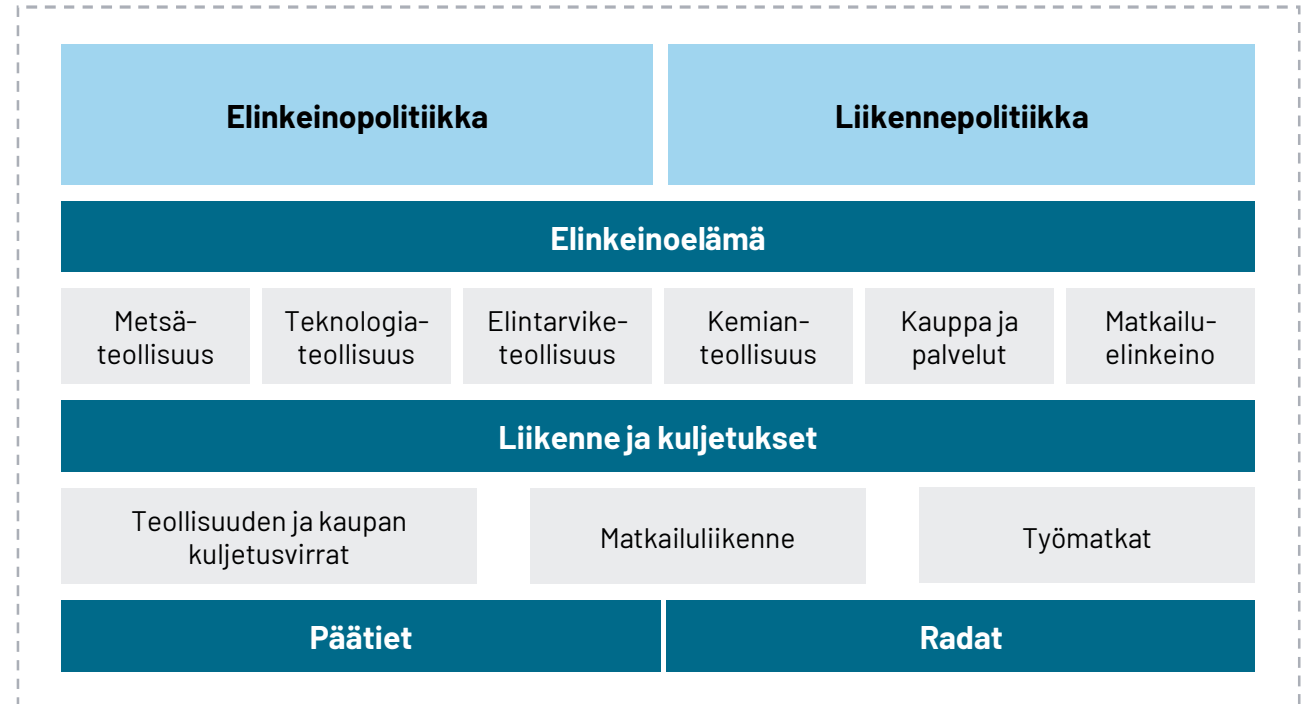 Elinkeinopolitiikka
Liikennepolitiikka
Elinkeinoelämä
Metsä-
teollisuus
Teknologia-
teollisuus
Elintarvike-
teollisuus
Kemian-
teollisuus
Kauppa ja
palvelut
Matkailu-
elinkeino
Liikenne ja kuljetukset
Teollisuuden ja kaupan
kuljetusvirrat
Matkailuliikenne
Työmatkat
Päätiet
Radat